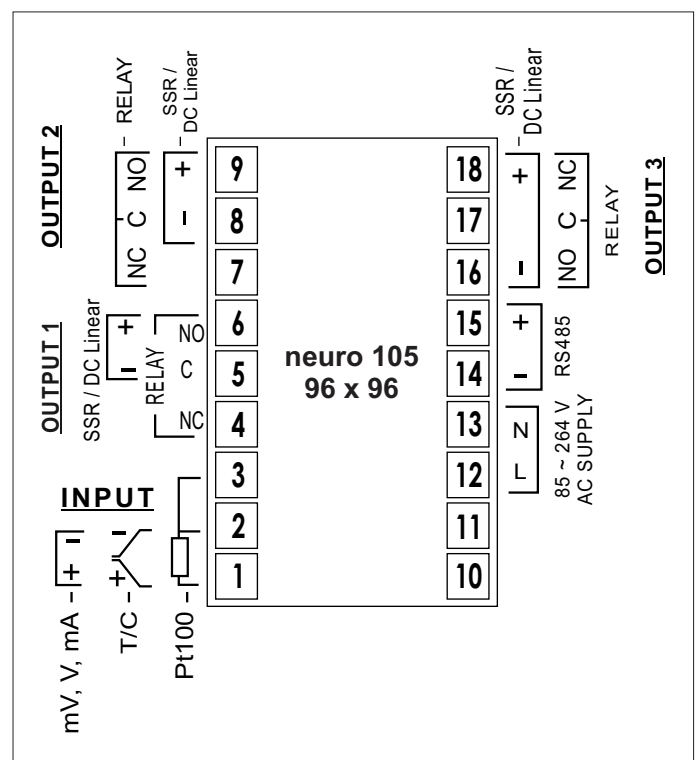 OUTPUT 2
RELAY
NC C NO
SSR /
DC Linear
- +
OUTPUT 1
SSR / DC Linear
- +
RELAY
NO
C
NC
INPUT
mV, V, mA
+ -
T/C
+ -
Pt100
9
8
7
6
5
4
3
2
1
neuro 105
96 x 96
18
17
16
15
14
13
12
11
10
SSR /
DC Linear
- +
NO C NC
RELAY
OUTPUT 3
- +
RS485
L N
85 ~ 264 V
AC SUPPLY